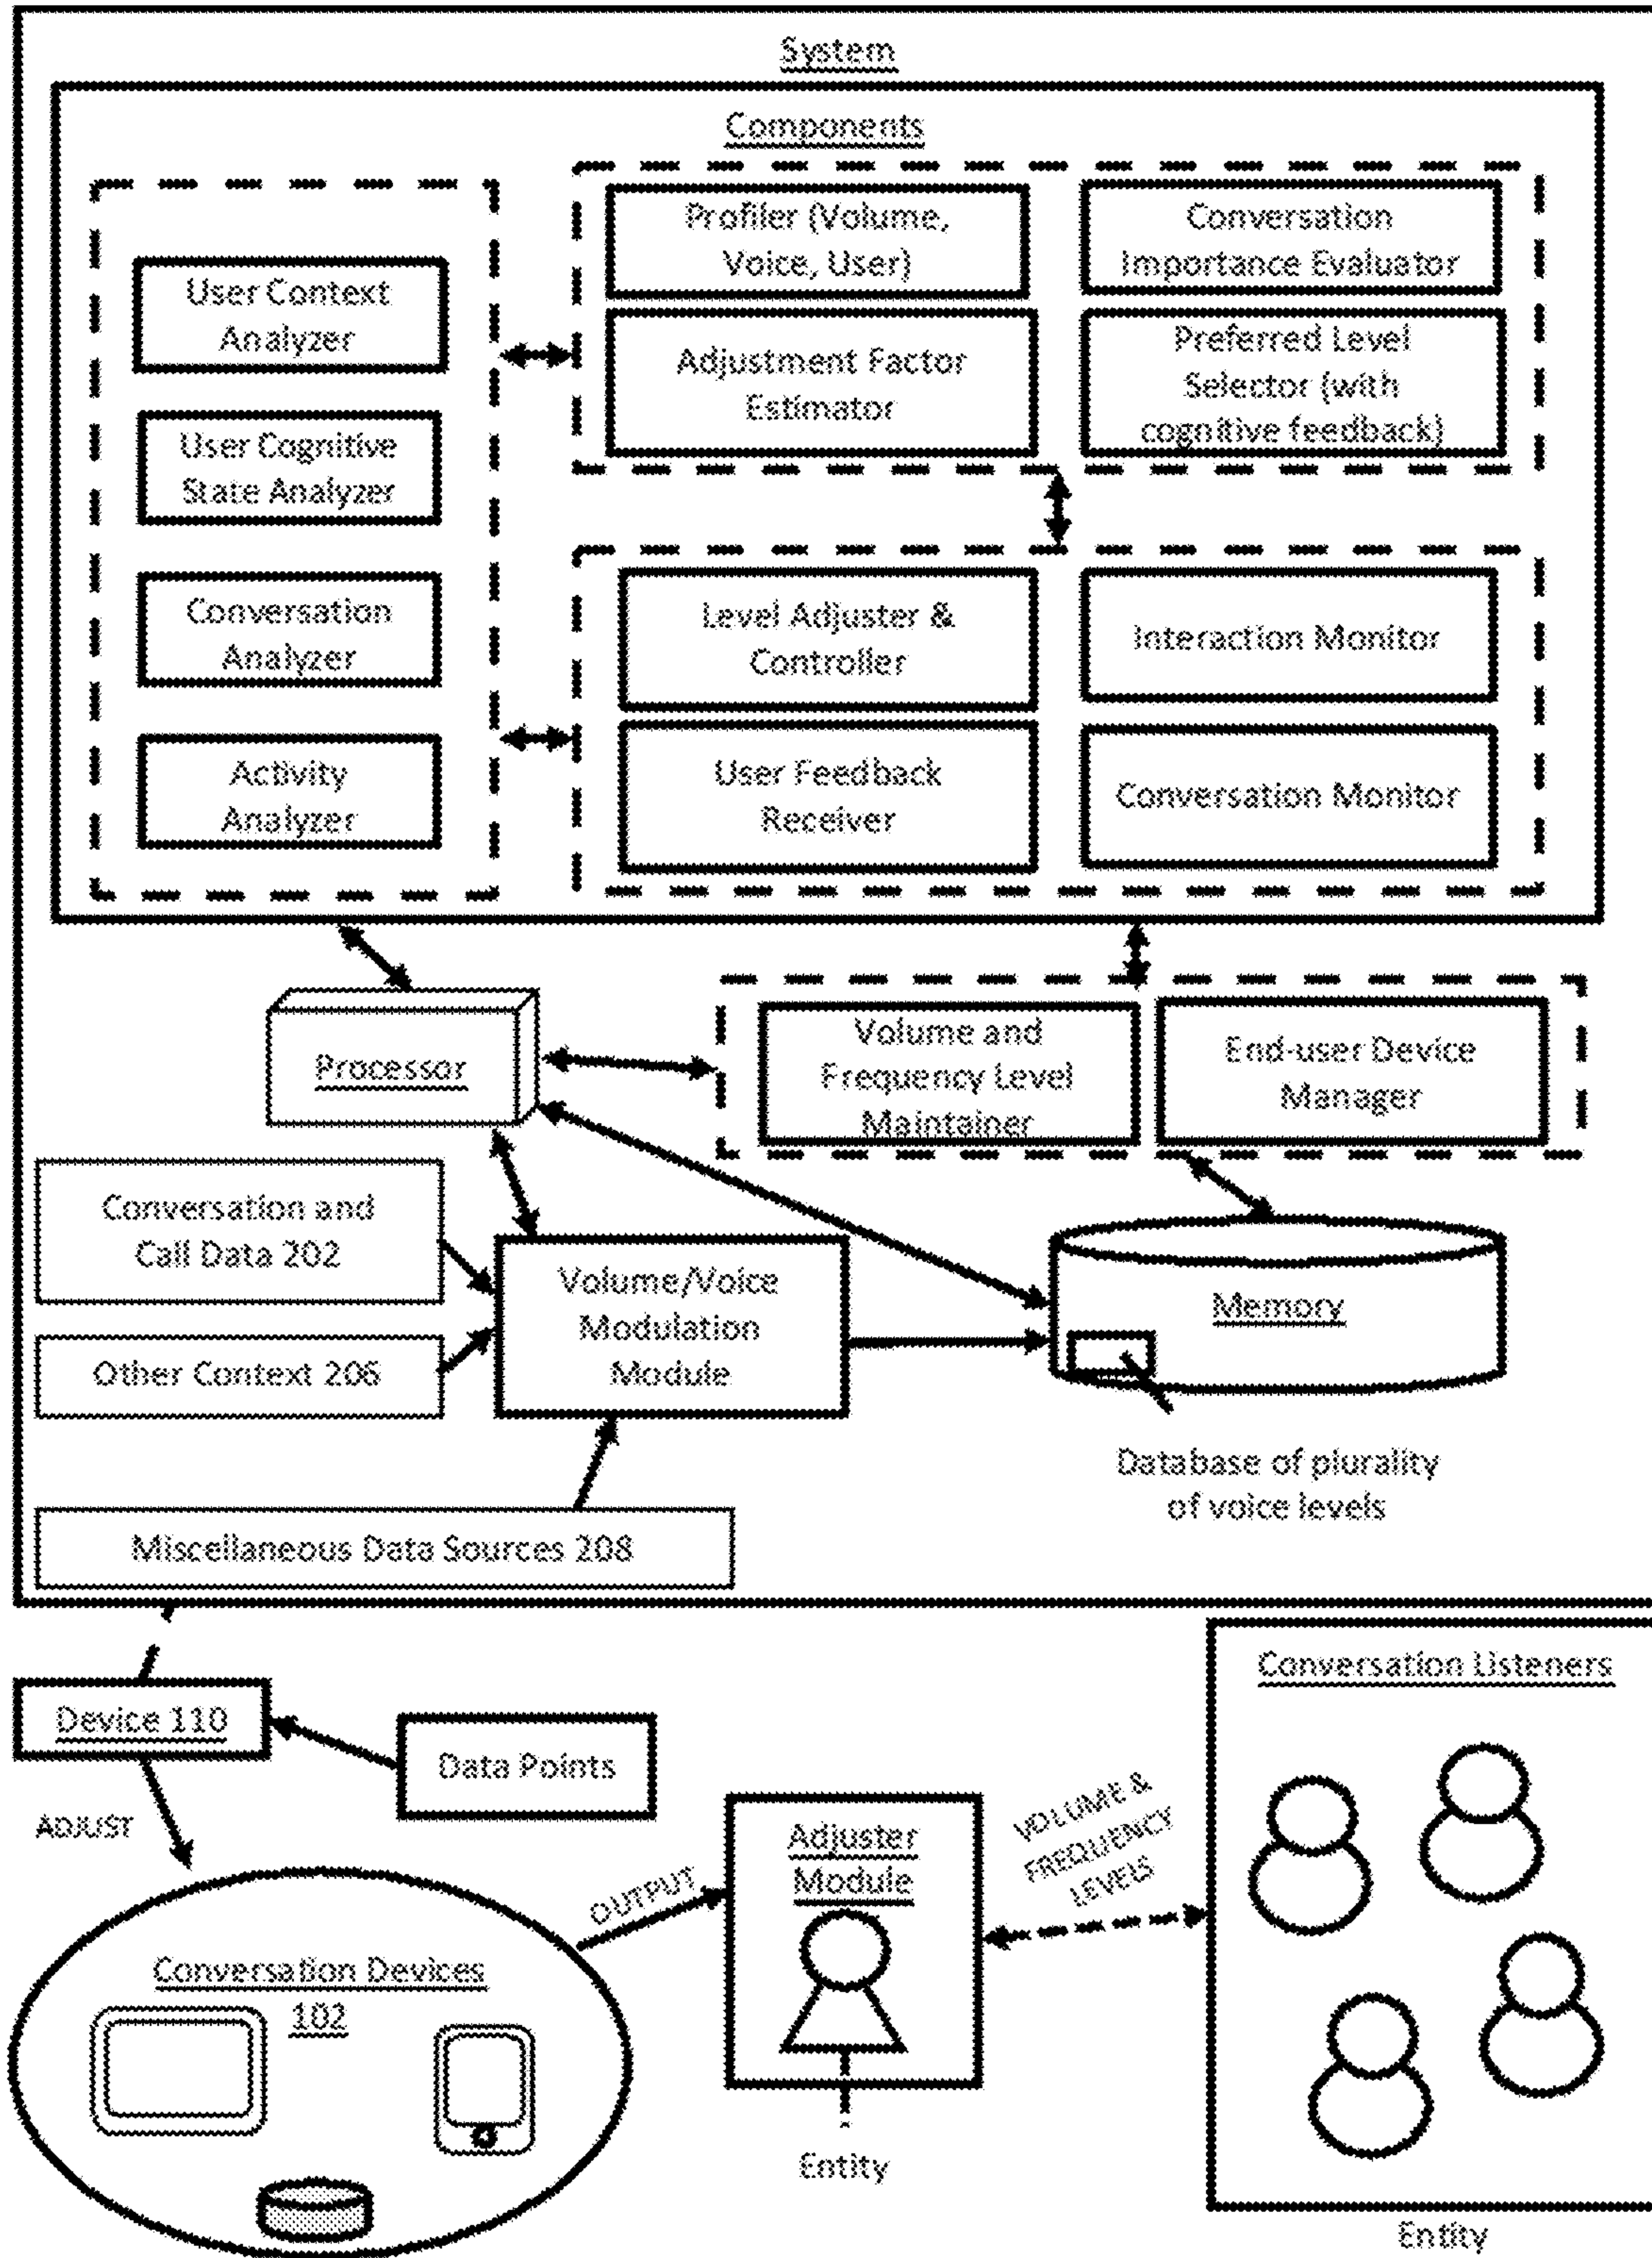 System
Components
User Context
Analyzer
User Cognitive
State Analyzer
Conversation
Analyzer
Activity
Analyzer
Profiler (Volume,
Voice, User)
Conversation
Importance Evaluator
Adjustment Factor
Estimator
Preferred Level
Selector (with
cognitive feedback)
Level Adjuster &
Controller
Interaction Monitor
User Feedback
Receiver
Conversation Monitor
Processor
Volume and
Frequency Level
Maintainer
End-user Device
Manager
Conversation and
Call Data 202
Other Context 206
Volume/Voice
Modulation
Module
Memory
Database of plurality
of voice levels
Miscellaneous Data Sources 208
Device 110
Data Points
ADJUST
Conversation Devices
102
OUTPUT
Adjuster
Module
Entity
VOLUME &
FREQUENCY
LEVELS
Conversation Listeners
Entity